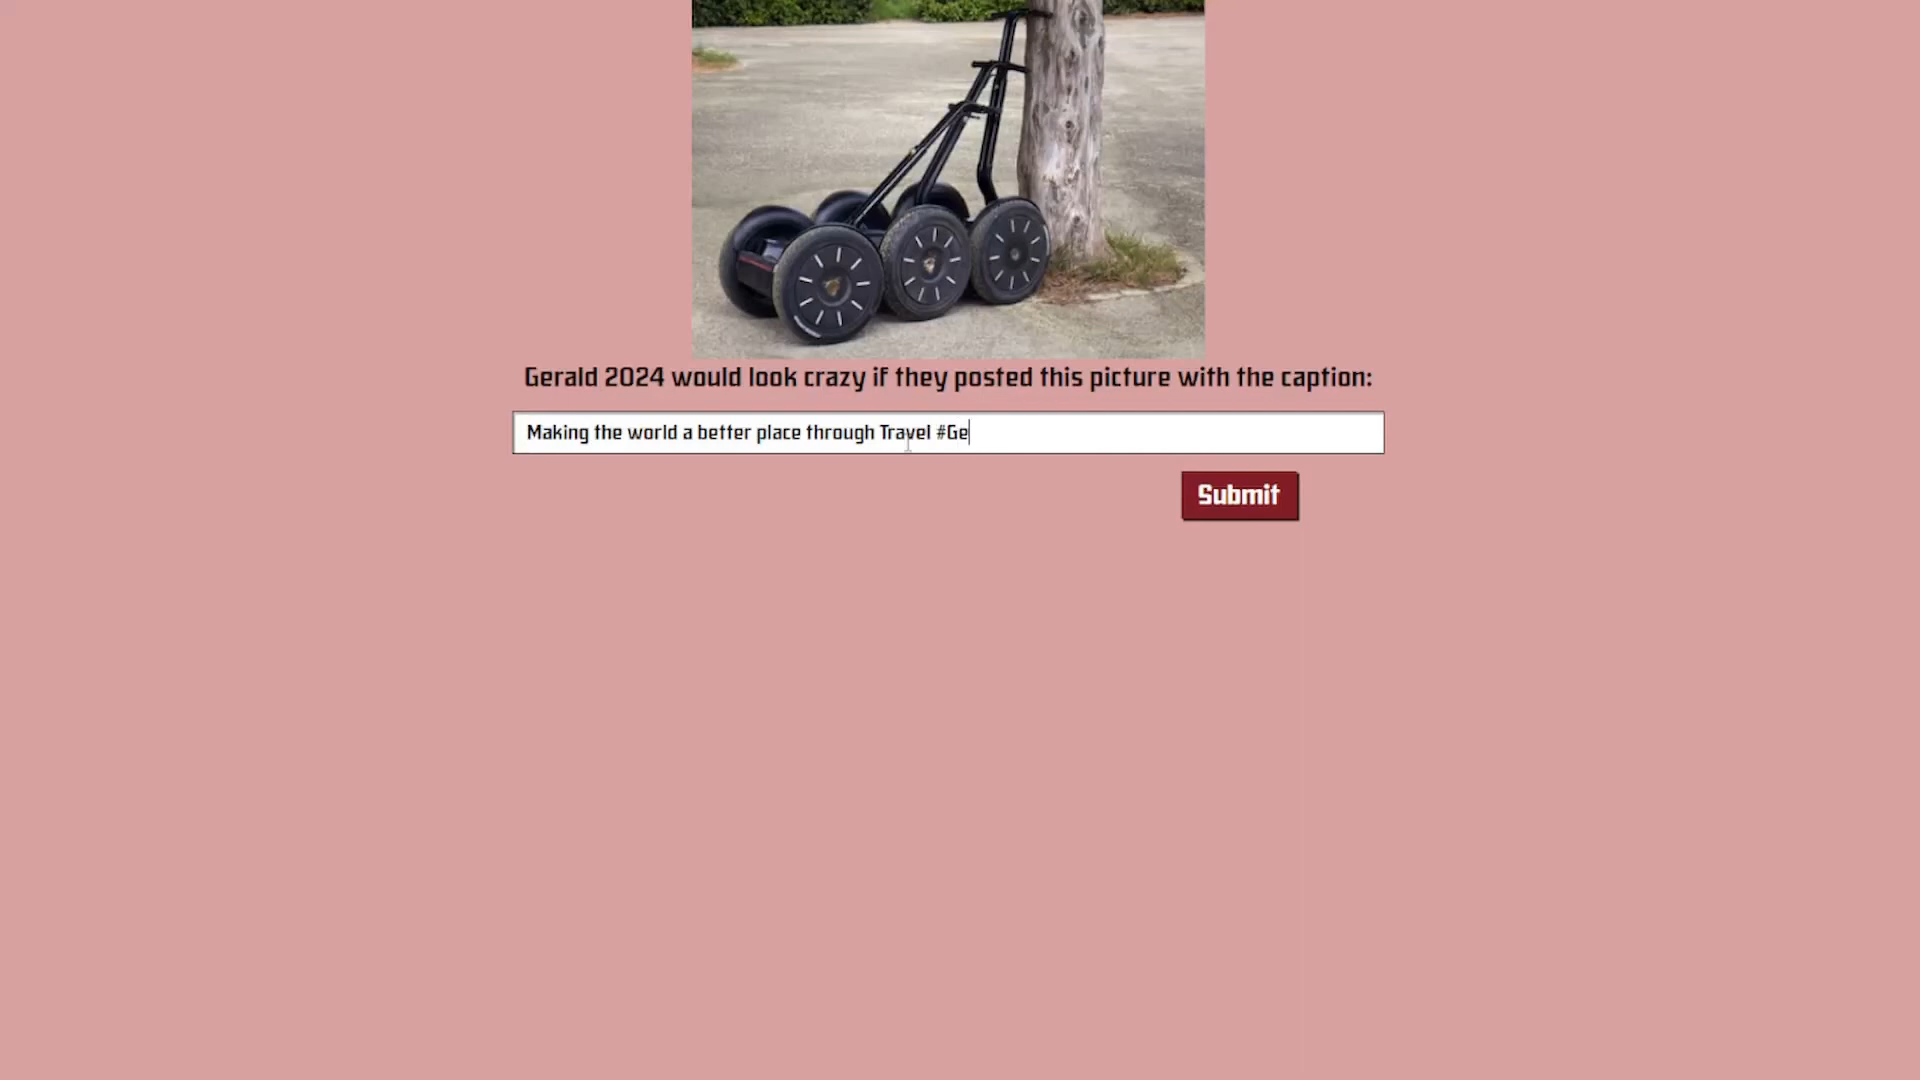 Gerald 2024 would look crazy if they posted this picture with the caption:
Making the world a better place through Travel #Ge
Submit